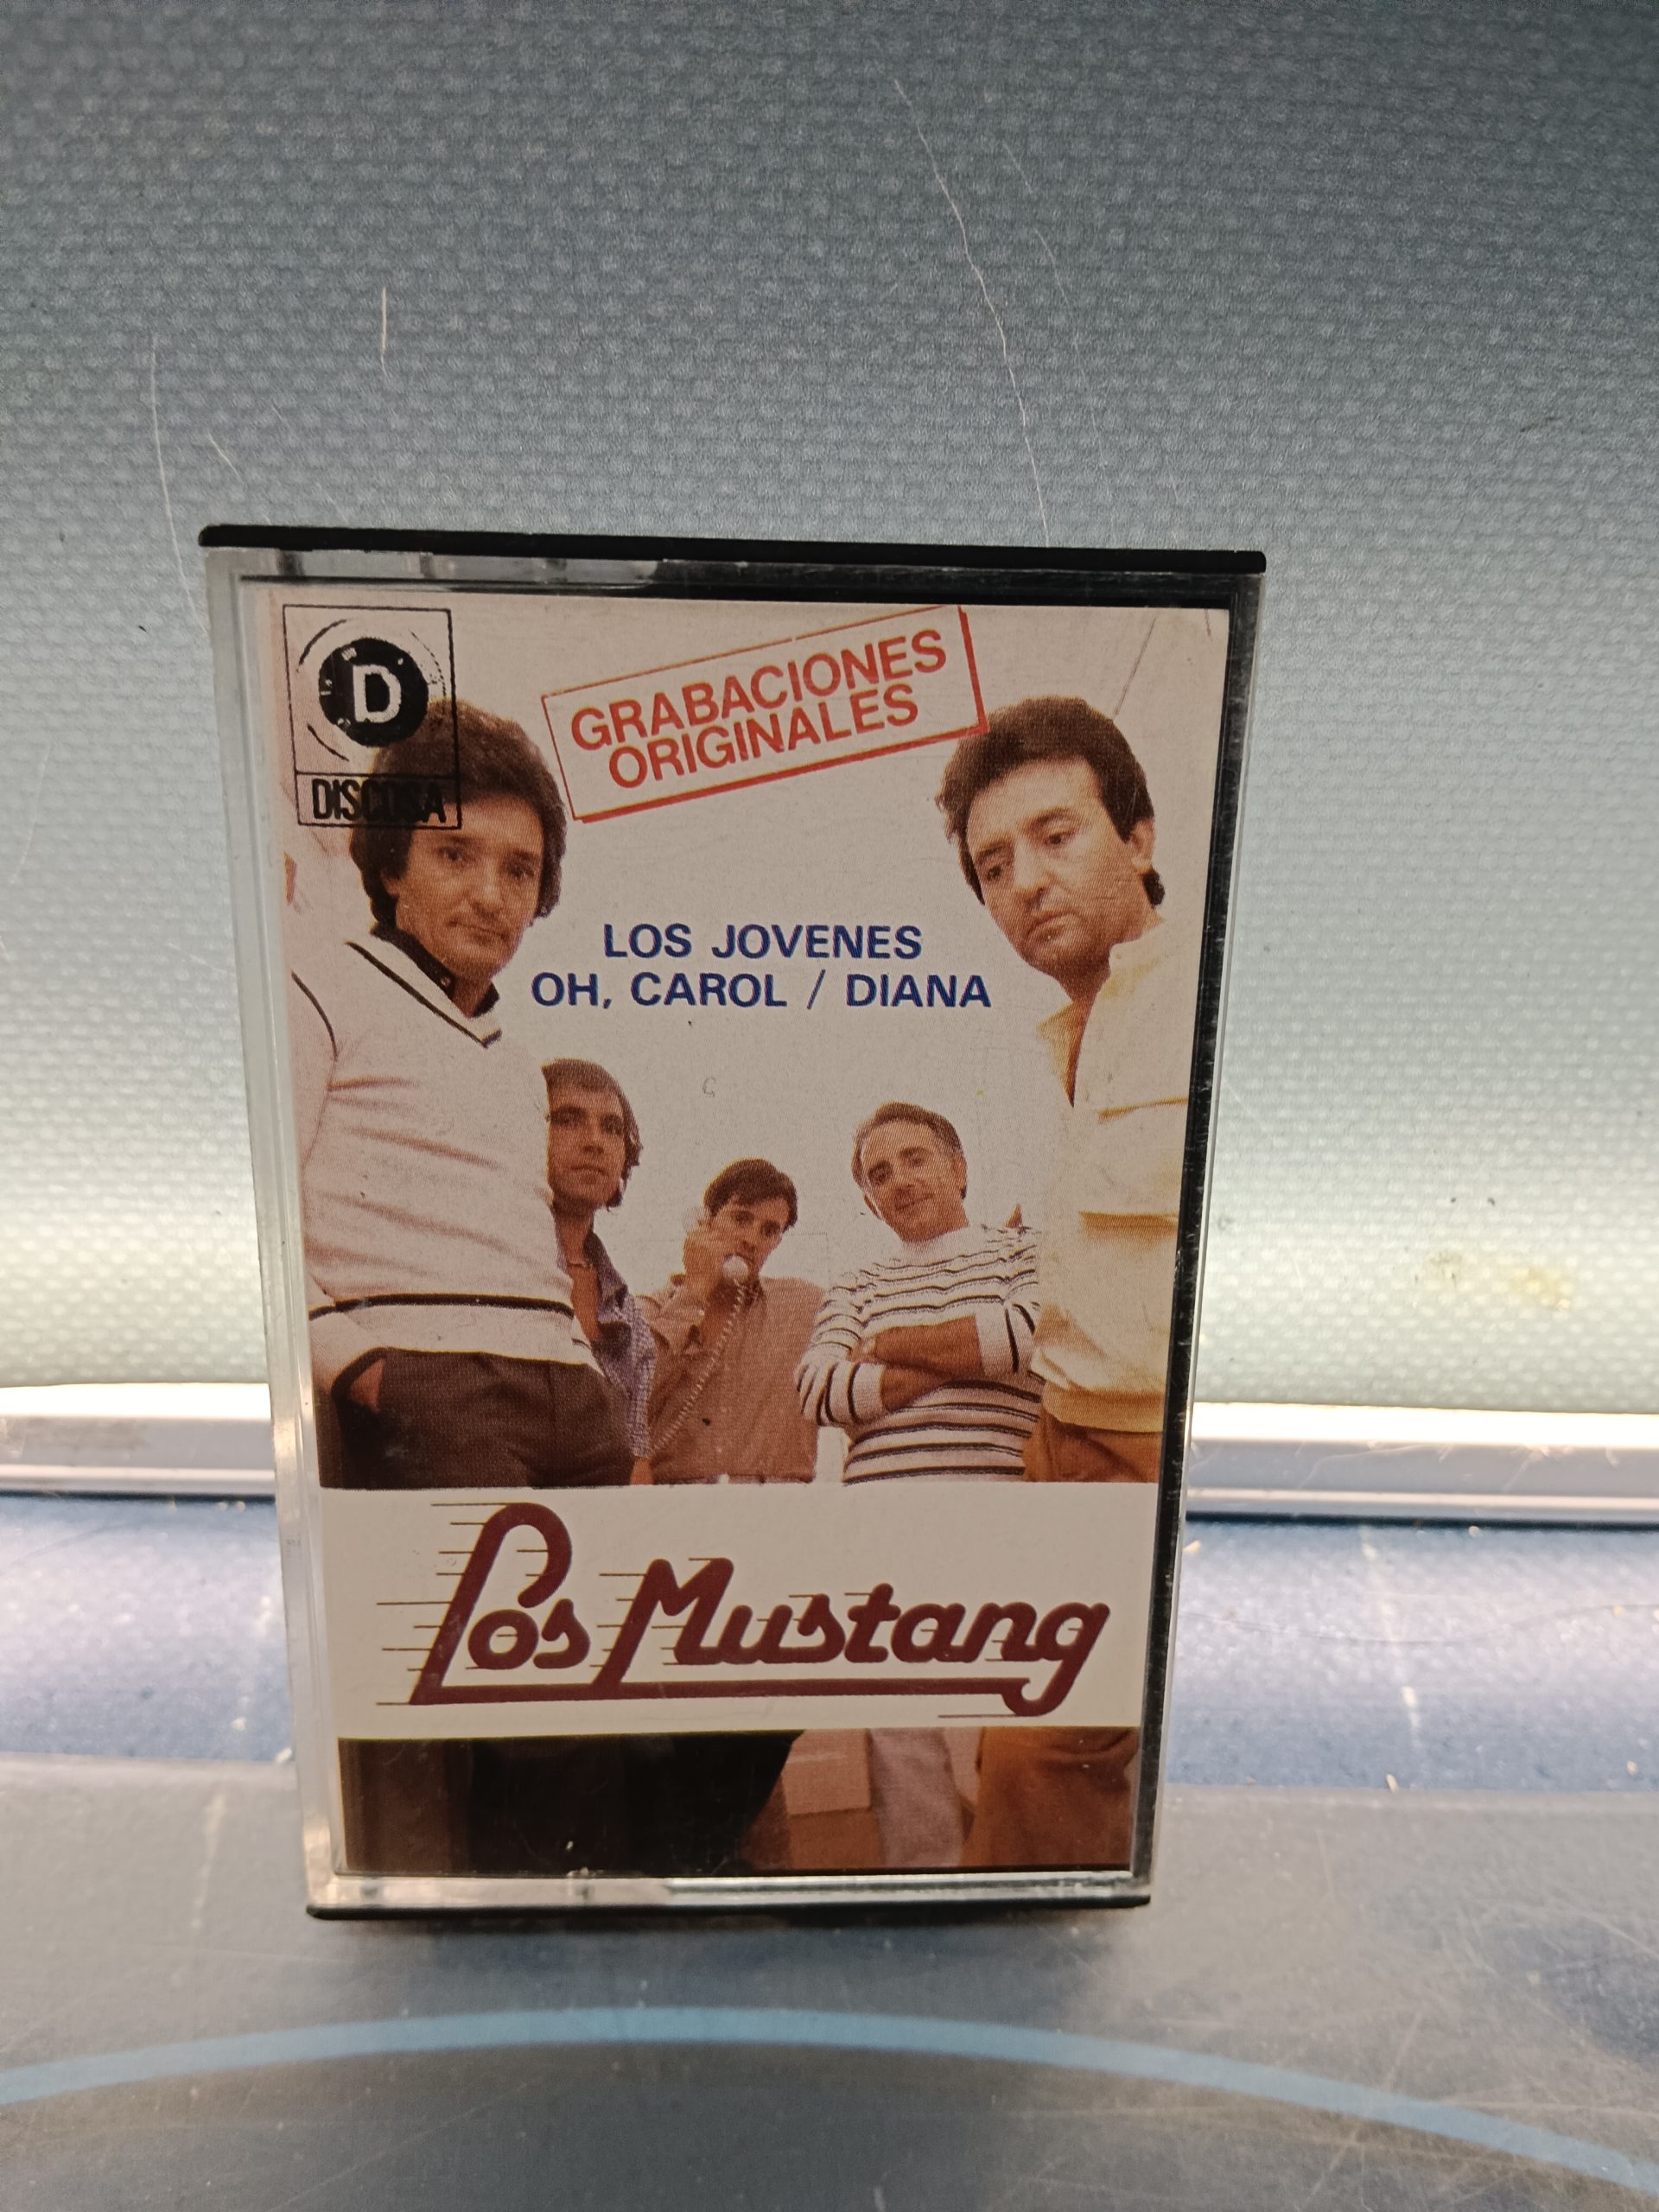 D
DISCOSA
GRABACIONES
ORIGINALES
LOS JOVENES
OH, CAROL / DIANA
Los Mustang